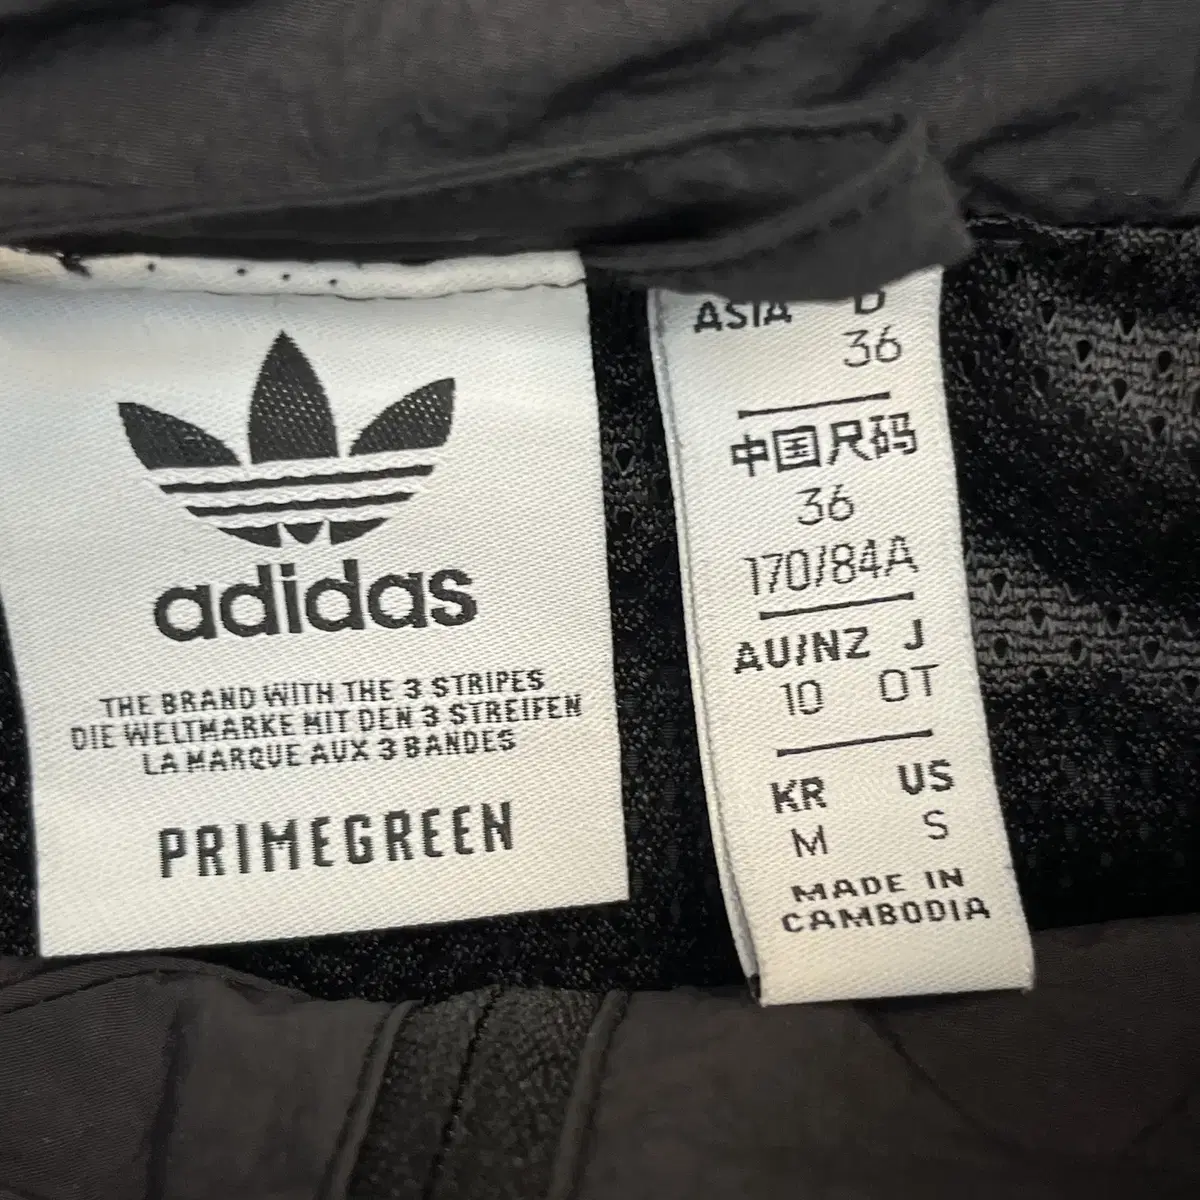 adidas
THE BRAND WITH THE 3 STRIPES
DIE WELTMARKE MIT DEN 3 STREIFEN
LA MARQUE AUX 3 BANDES
PRIMEGREEN
ASIA D
36
中国尺码
36
170/84A
AU/NZ J
10 OT
KR US
M S
MADE IN
CAMBODIA